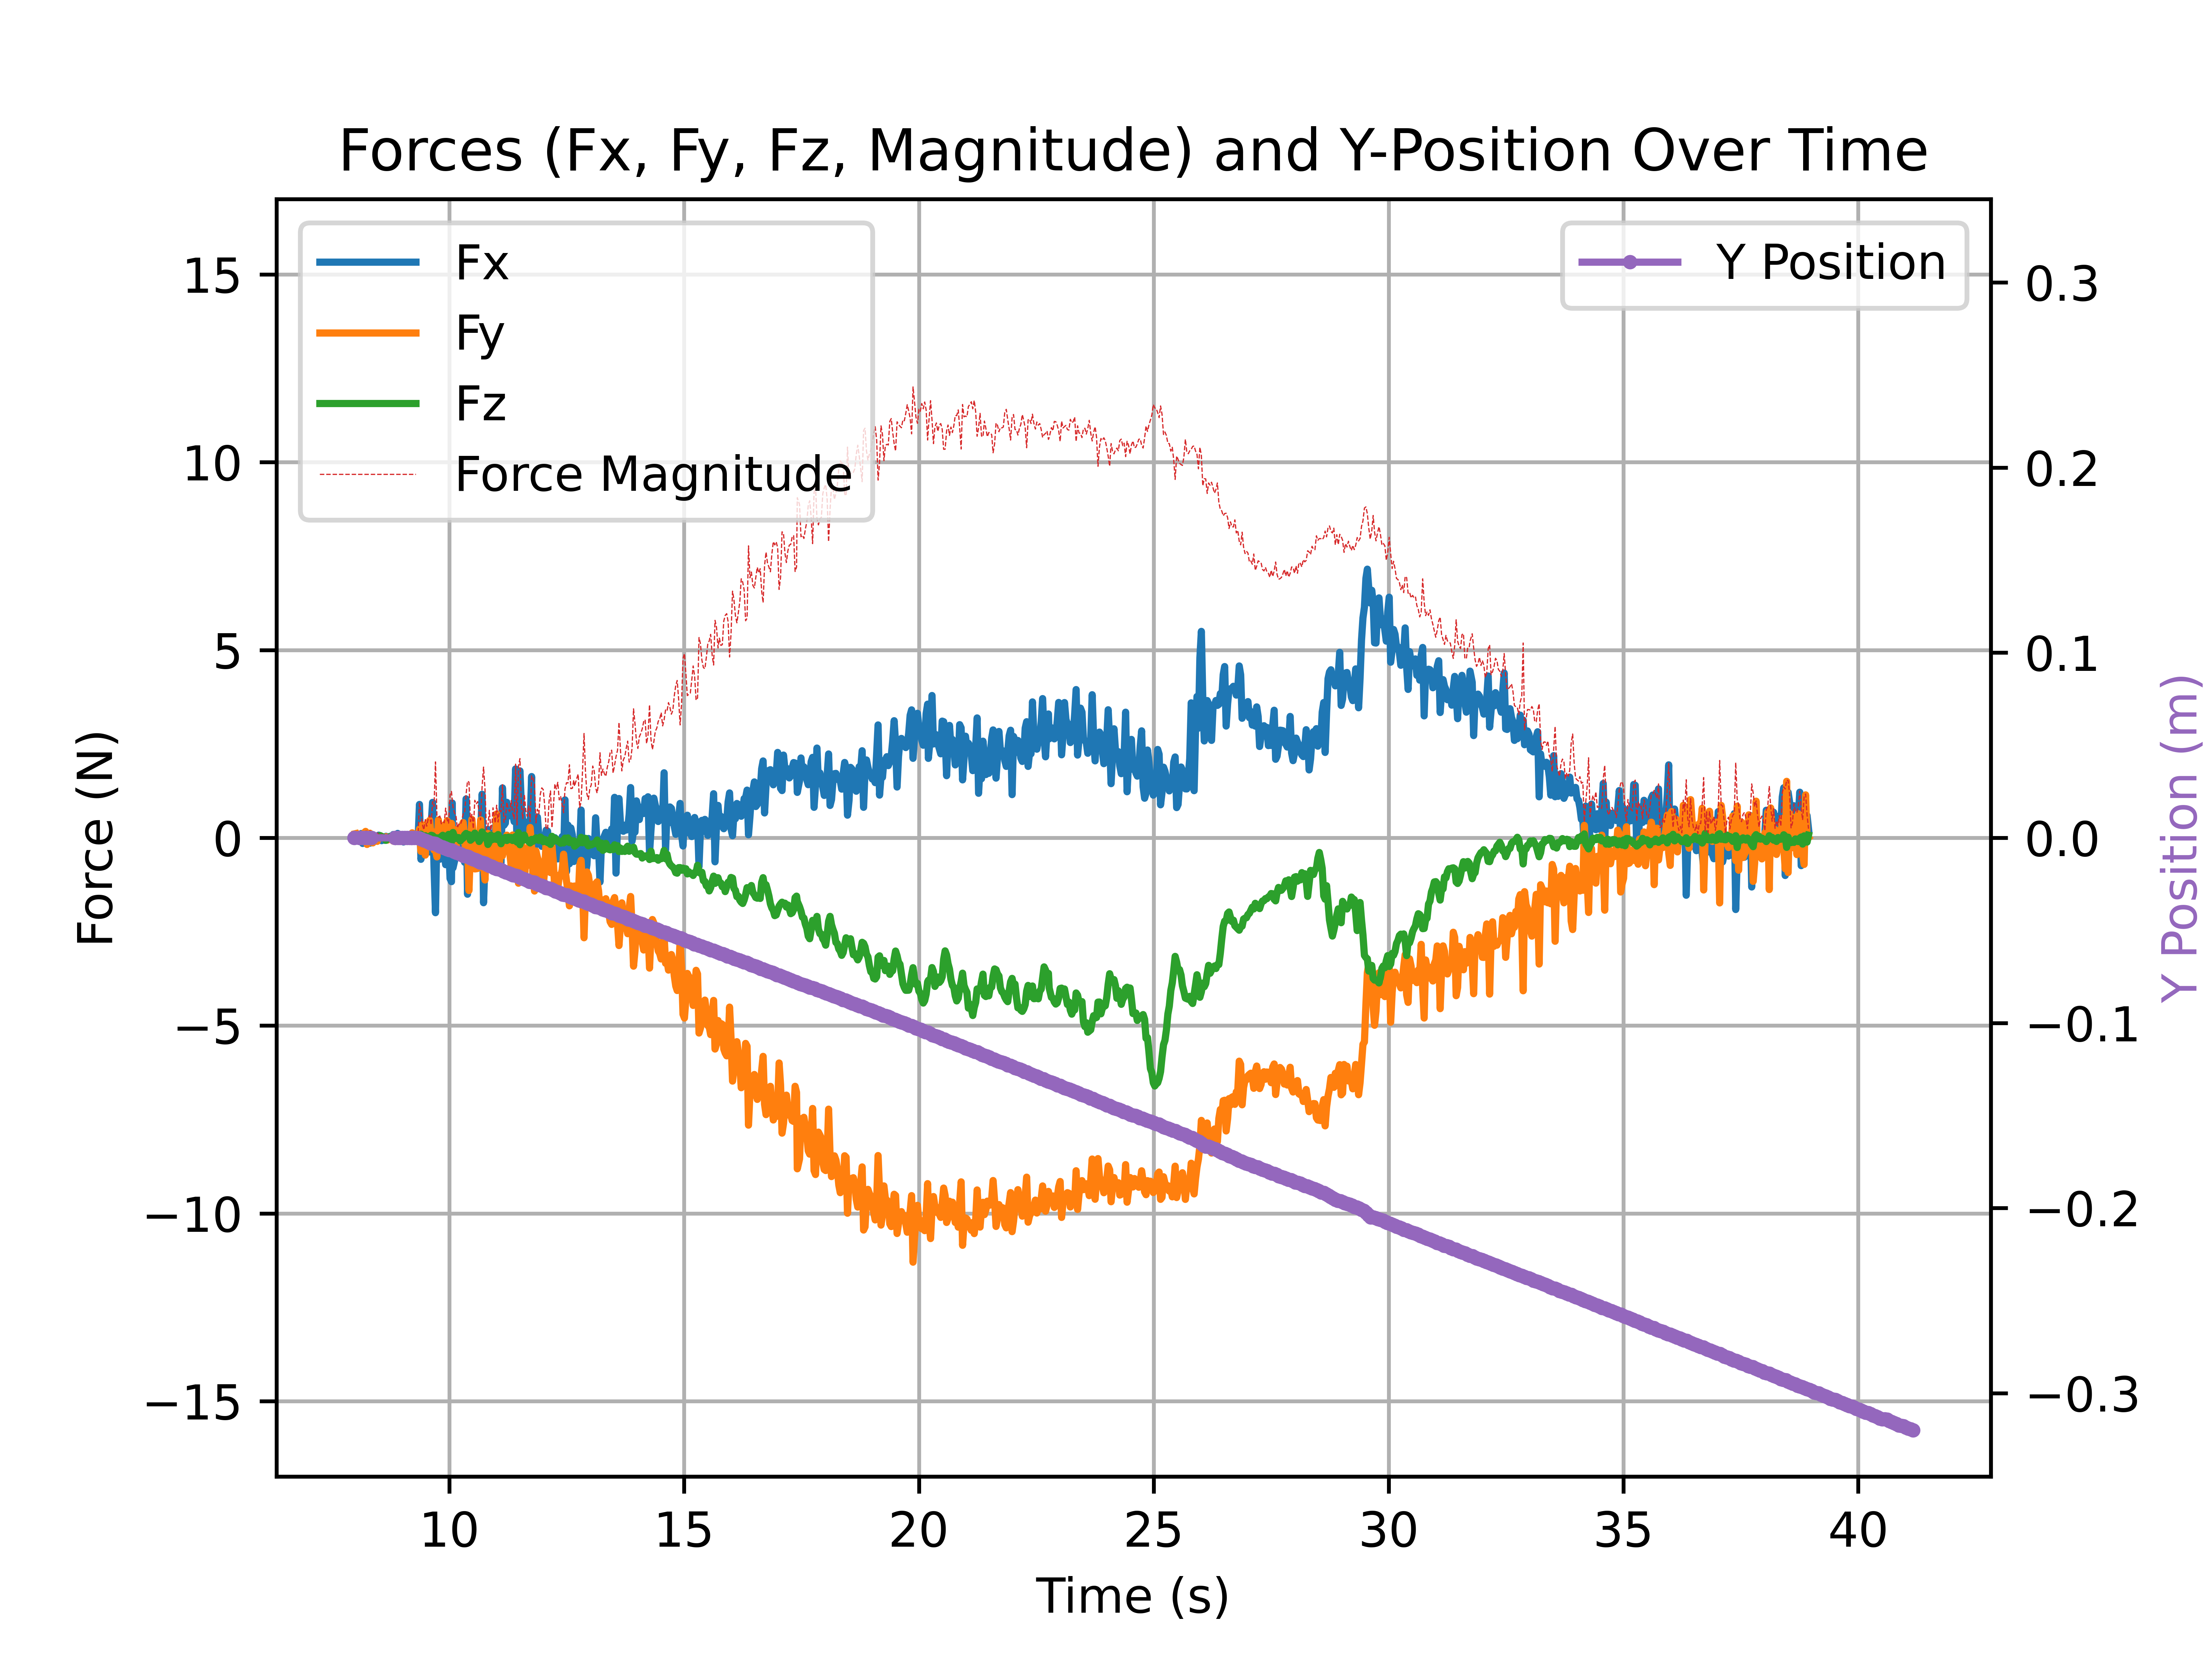 Forces (Fx, Fy, Fz, Magnitude) and Y-Position Over Time
Fx
Fy
Fz
Force Magnitude
Y Position
15
10
5
0
−5
−10
−15
Force (N)
0.3
0.2
0.1
0.0
−0.1
−0.2
−0.3
Y Position (m)
10 15 20 25 30 35 40
Time (s)